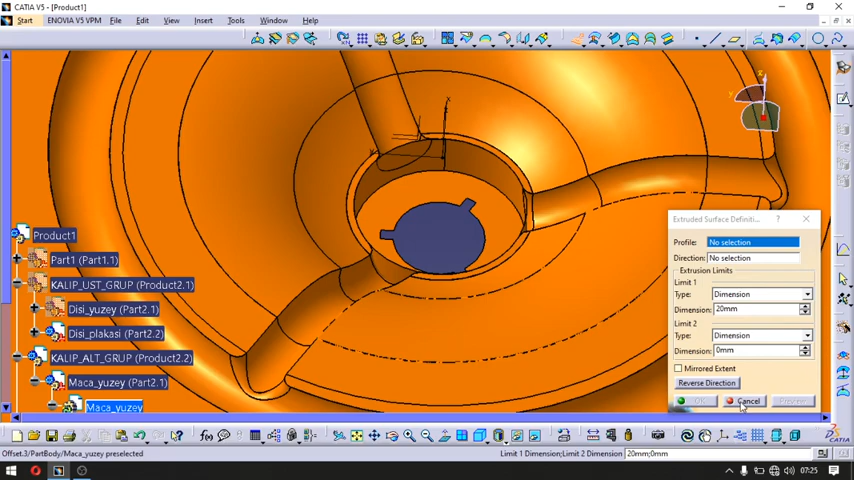 CATIA V5 - [Product1]
Start ENOVIA V5 VPM File Edit View Insert Tools Window Help
Product1
Part1 (Part1.1)
KALIP_UST_GRUP (Product2.1)
Disi_yuzey (Part2.1)
Disi_plakasi (Part2.2)
KALIP_ALT_GRUP (Product2.2)
Maca_yuzey (Part2.1)
Maca_yuzey
Extruded Surface Definiti... ?
Profile: No selection
Direction: No selection
Extrusion Limits
Limit 1
Type: Dimension
Dimension: 20mm
Limit 2
Type: Dimension
Dimension: 0mm
Mirrored Extent
Reverse Direction
OK Cancel Preview
Offset.3/PartBody/Maca_yuzey preselected Limit 1 Dimension;Limit 2 Dimension 20mm;0mm
07:25